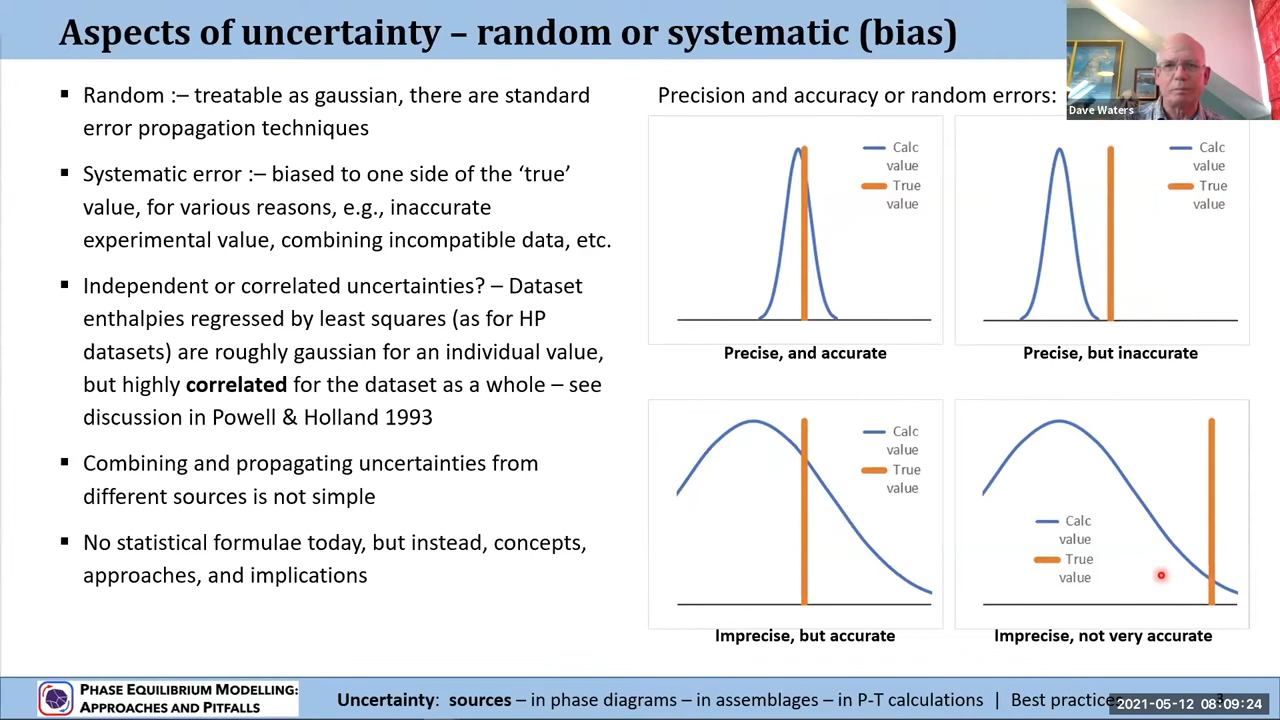 Aspects of uncertainty – random or systematic (bias)
▪ Random :– treatable as gaussian, there are standard
error propagation techniques
▪ Systematic error :– biased to one side of the ‘true’
value, for various reasons, e.g., inaccurate
experimental value, combining incompatible data, etc.
▪ Independent or correlated uncertainties? – Dataset
enthalpies regressed by least squares (as for HP
datasets) are roughly gaussian for an individual value,
but highly correlated for the dataset as a whole – see
discussion in Powell & Holland 1993
▪ Combining and propagating uncertainties from
different sources is not simple
▪ No statistical formulae today, but instead, concepts,
approaches, and implications
Precision and accuracy or random errors:
Dave Waters
Calc
value
True
value
Precise, and accurate
Calc
value
True
value
Precise, but inaccurate
Calc
value
True
value
Imprecise, but accurate
Calc
value
True
value
Imprecise, not very accurate
PHASE EQUILIBRIUM MODELLING:
APPROACHES AND PITFALLS
Uncertainty: sources – in phase diagrams – in assemblages – in P-T calculations | Best practices
2021-05-12 08:09:24